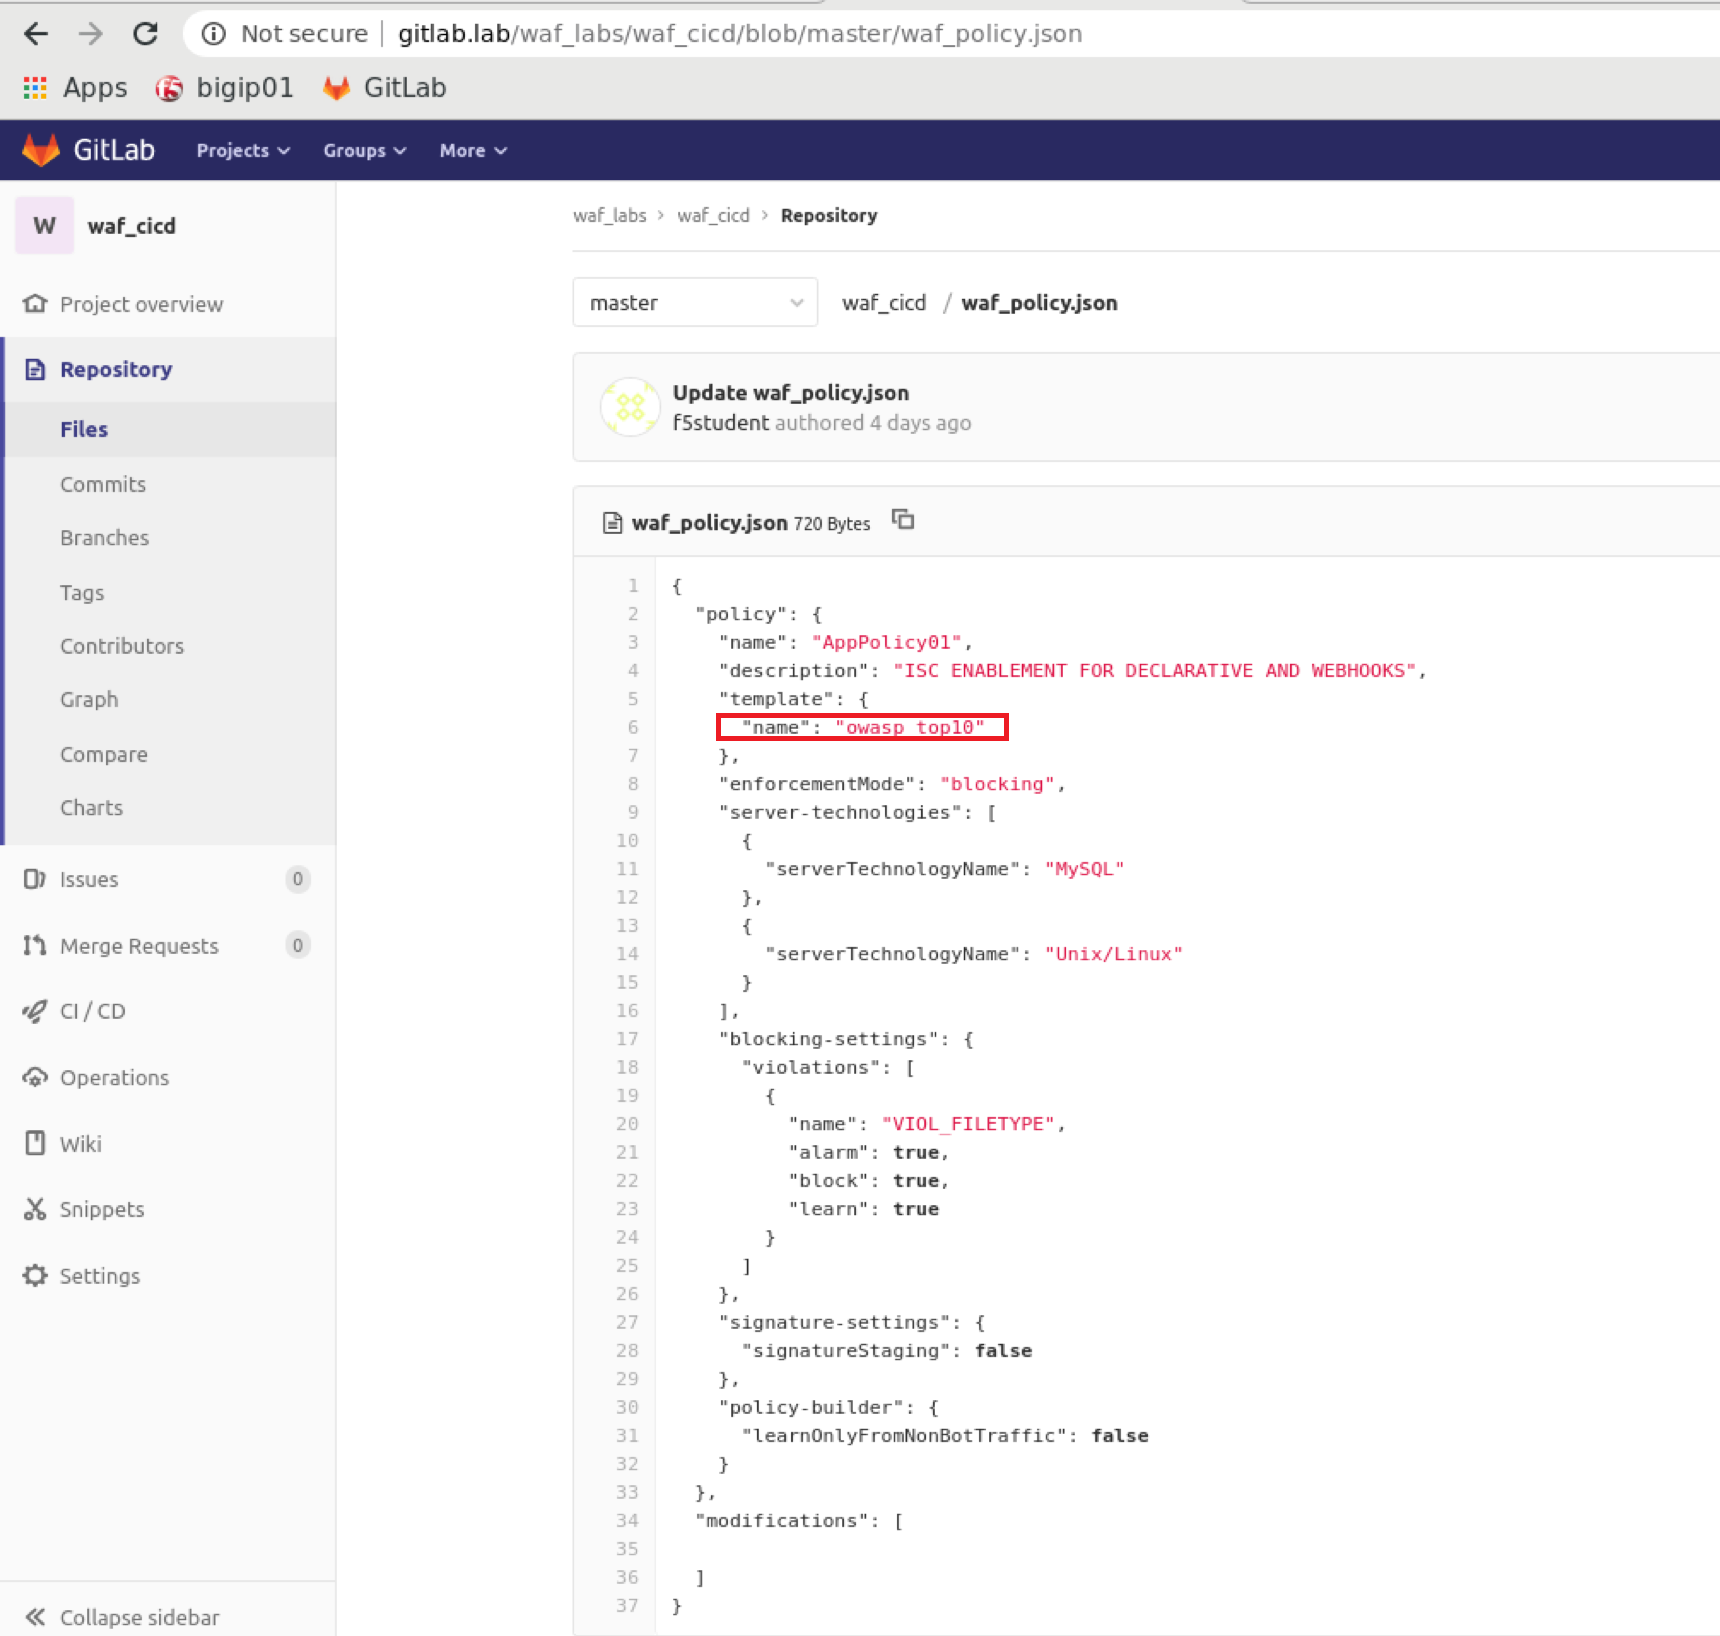 Not secure | gitlab.lab/waf_labs/waf_cicd/blob/master/waf_policy.json
Apps bigip01 GitLab
GitLab Projects Groups More
W waf_cicd
Project overview
Repository
Files
Commits
Branches
Tags
Contributors
Graph
Compare
Charts
Issues 0
Merge Requests 0
CI / CD
Operations
Wiki
Snippets
Settings
Collapse sidebar
waf_labs > waf_cicd > Repository
master waf_cicd / waf_policy.json
Update waf_policy.json
f5student authored 4 days ago
waf_policy.json 720 Bytes
1 {
2 "policy": {
3 "name": "AppPolicy01",
4 "description": "ISC ENABLEMENT FOR DECLARATIVE AND WEBHOOKS",
5 "template": {
6 "name": "owasp top10"
7 },
8 "enforcementMode": "blocking",
9 "server-technologies": [
10 {
11 "serverTechnologyName": "MySQL"
12 },
13 {
14 "serverTechnologyName": "Unix/Linux"
15 }
16 ],
17 "blocking-settings": {
18 "violations": [
19 {
20 "name": "VIOL_FILETYPE",
21 "alarm": true,
22 "block": true,
23 "learn": true
24 }
25 ]
26 },
27 "signature-settings": {
28 "signatureStaging": false
29 },
30 "policy-builder": {
31 "learnOnlyFromNonBotTraffic": false
32 }
33 },
34 "modifications": [
35
36 ]
37 }